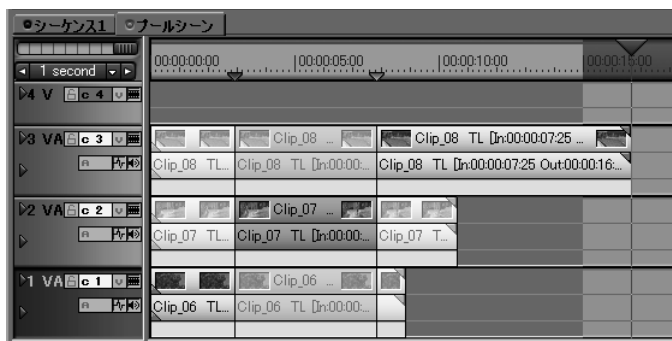 シーケンス1 プールシーン
1 second
00:00:00:00 00:00:05:00 00:00:10:00 00:00:15:00
4 V c 4 V
3 VA c 3 V
Clip_08 ... Clip_08 TL [In:00:00:07:25 ...
Clip_08 TL... Clip_08 TL [In:00:00:... Clip_08 TL [In:00:00:07:25 Out:00:00:16:...
2 VA c 2 V
Clip_07 ...
Clip_07 TL... Clip_07 TL [In:00:00:... Clip_07 T...
1 VA c 1 V
Clip_06 ...
Clip_06 TL... Clip_06 TL [In:00:00:...